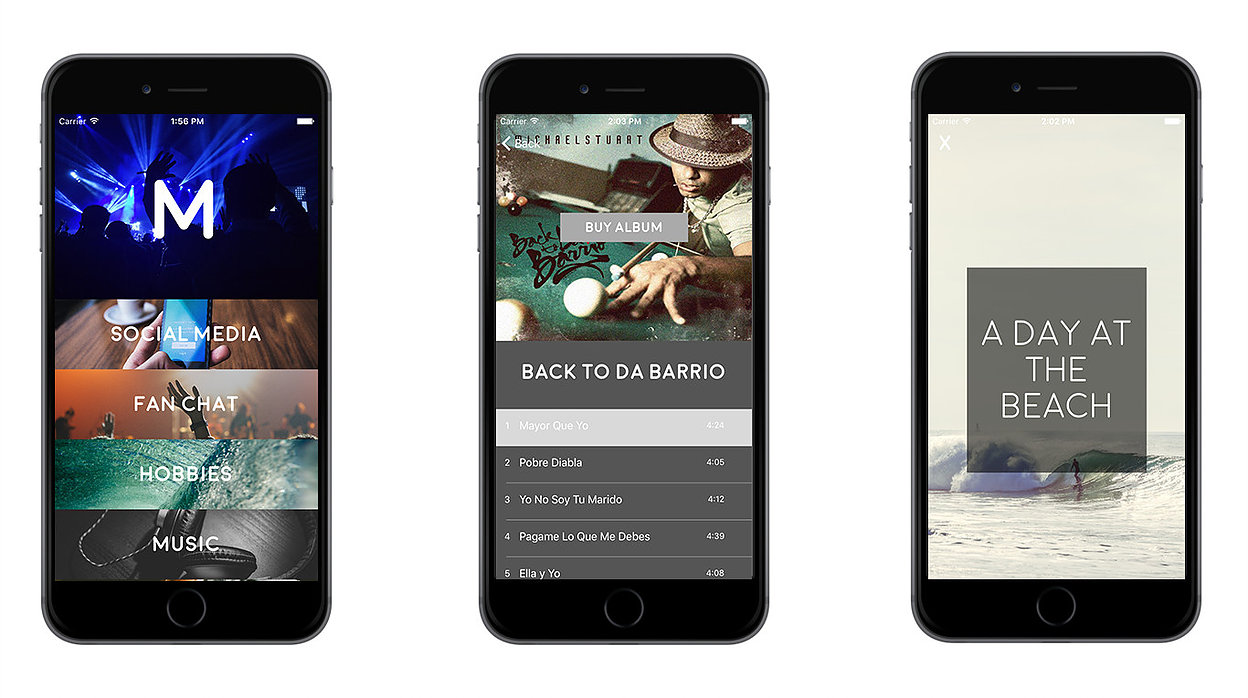 Carrier 1:56 PM
M
SOCIAL MEDIA
FAN CHAT
HOBBIES
MUSIC
Carrier 2:03 PM
Back
MICHAELSTUART
BUY ALBUM
Back to da Barrio
BACK TO DA BARRIO
1 Mayor Que Yo 4:24
2 Pobre Diabla 4:05
3 Yo No Soy Tu Marido 4:12
4 Pagame Lo Que Me Debes 4:39
5 Ella y Yo 4:08
Carrier 2:02 PM
X
A DAY AT
THE
BEACH